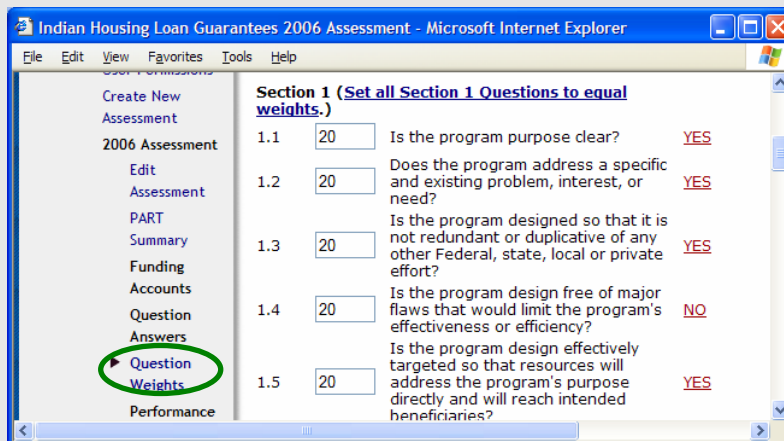 Indian Housing Loan Guarantees 2006 Assessment - Microsoft Internet Explorer
File Edit View Favorites Tools Help
User Permissions
Create New
Assessment
2006 Assessment
Edit
Assessment
PART
Summary
Funding
Accounts
Question
Answers
Question
Weights
Performance
Section 1 (Set all Section 1 Questions to equal
weights.)
1.1 20 Is the program purpose clear? YES
Does the program address a specific
1.2 20 and existing problem, interest, or YES
need?
Is the program designed so that it is
not redundant or duplicative of any
1.3 20 other Federal, state, local or private YES
effort?
Is the program design free of major
1.4 20 flaws that would limit the program's NO
effectiveness or efficiency?
Is the program design effectively
targeted so that resources will
1.5 20 address the program's purpose YES
directly and will reach intended
beneficiaries?